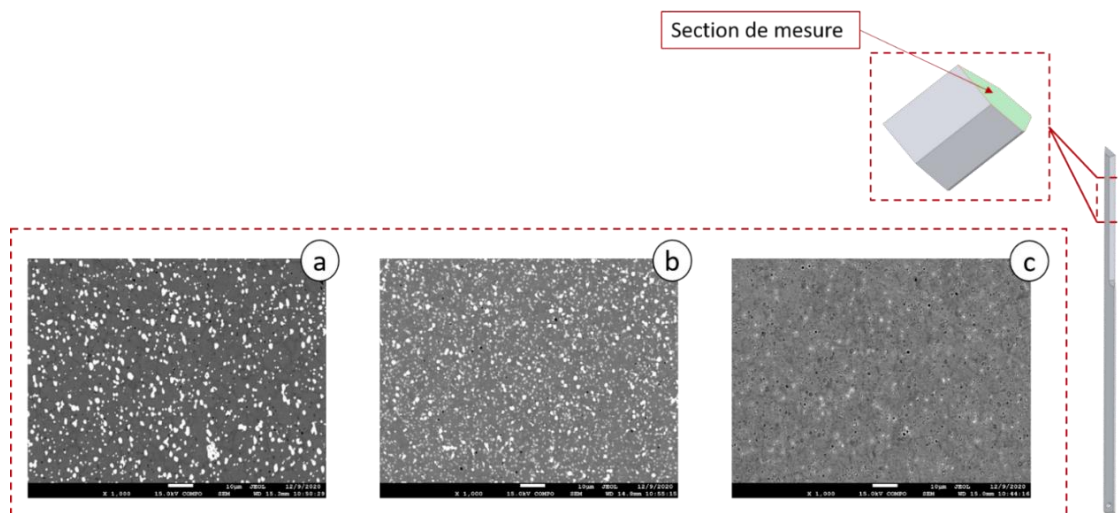 Section de mesure
a
b
c
X 1,000 15.0kV COMPO SEM 10µm JEOL WD 15.3mm 12/9/2020 10:50:29
X 1,000 15.0kV COMPO SEM 10µm JEOL WD 14.8mm 12/9/2020 10:55:15
X 1,000 15.0kV COMPO SEM 10µm JEOL WD 15.0mm 12/9/2020 10:44:16